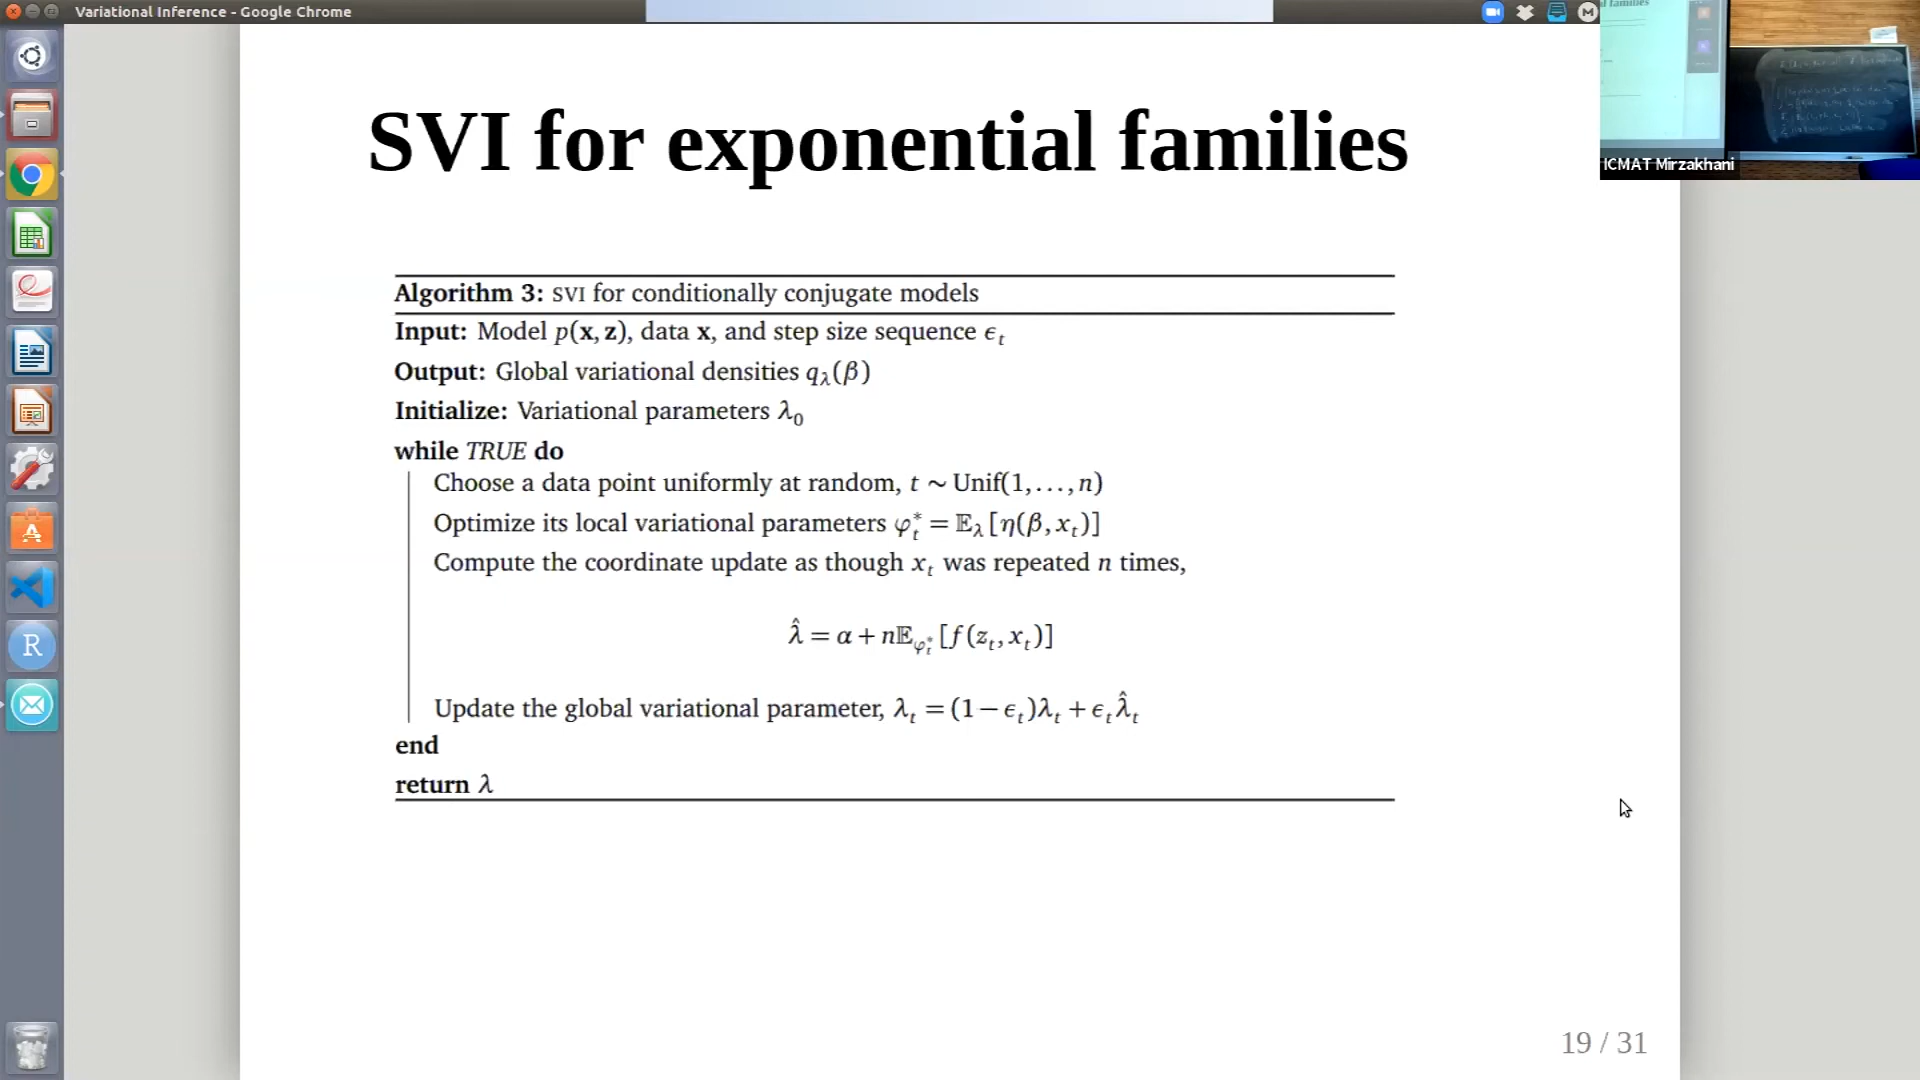 Variational Inference - Google Chrome
ICMAT Mirzakhani
SVI for exponential families
Algorithm 3: SVI for conditionally conjugate models
Input: Model p(x, z), data x, and step size sequence ϵ_t
Output: Global variational densities q_λ(β)
Initialize: Variational parameters λ_0
while TRUE do
Choose a data point uniformly at random, t ∼ Unif(1,...,n)
Optimize its local variational parameters φ_t^* = 𝔼_λ[η(β, x_t)]
Compute the coordinate update as though x_t was repeated n times,
λ̂ = α + n𝔼_{φ_t^*}[f(z_t, x_t)]
Update the global variational parameter, λ_t = (1 − ϵ_t)λ_t + ϵ_t λ̂_t
end
return λ
19 / 31